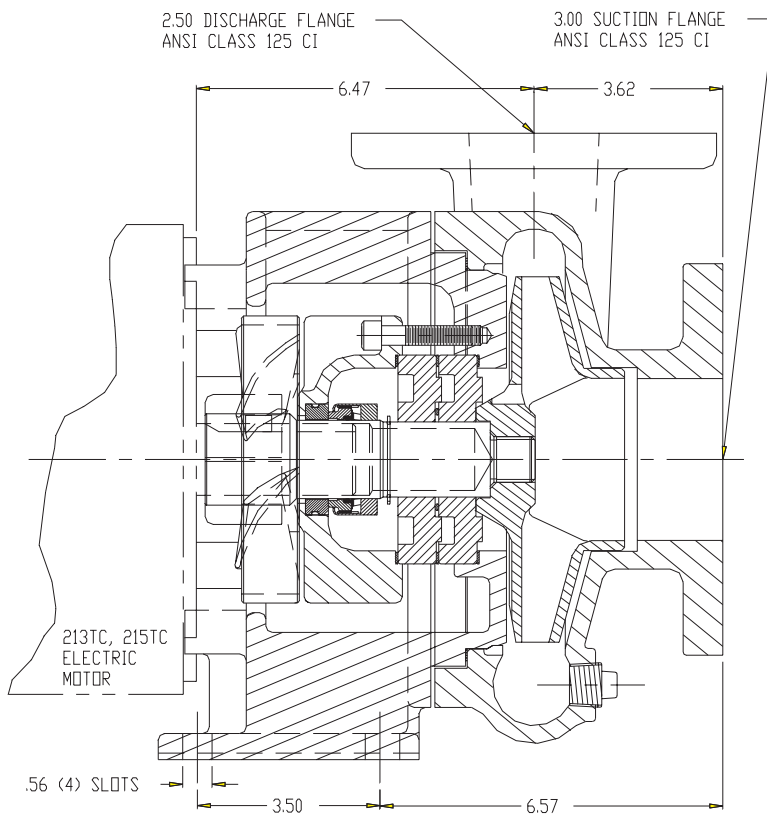 2.50 DISCHARGE FLANGE
ANSI CLASS 125 CI
3.00 SUCTION FLANGE
ANSI CLASS 125 CI
6.47
3.62
213TC, 215TC
ELECTRIC
MOTOR
.56 (4) SLOTS
3.50
6.57